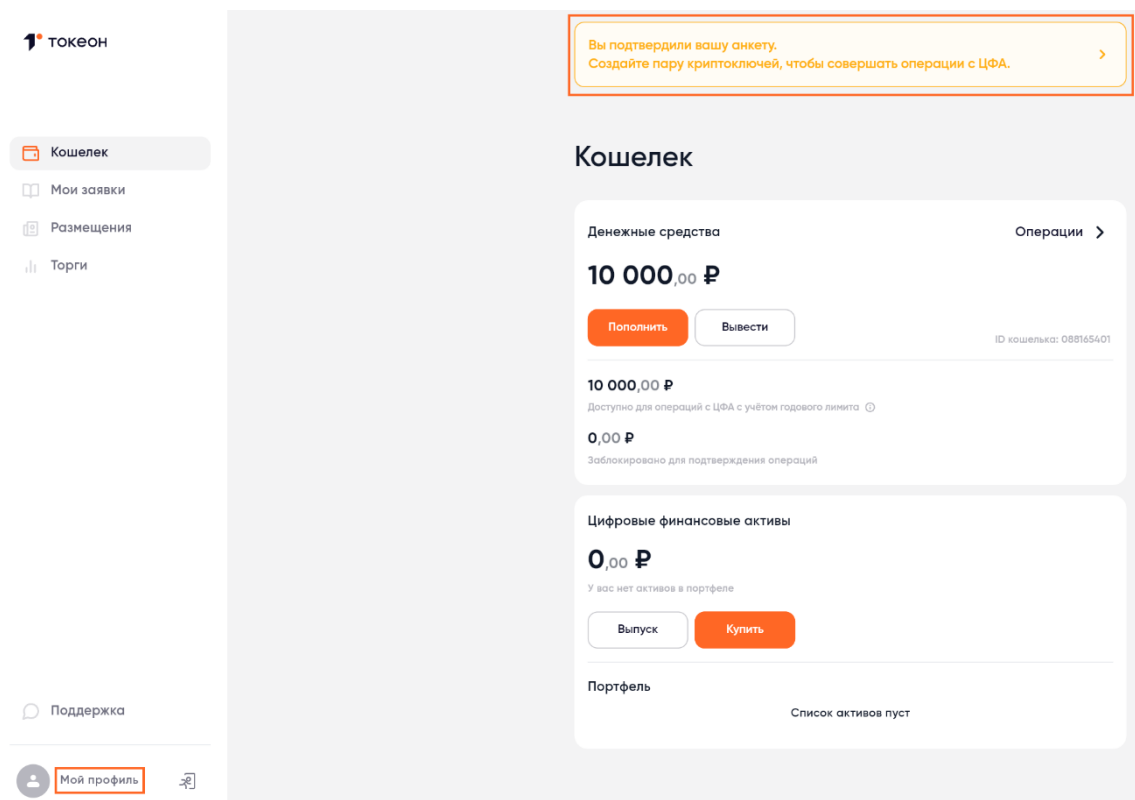 ТОКЕОН
Кошелек
Мои заявки
Размещения
Торги
Поддержка
Мой профиль
Вы подтвердили вашу анкету.
Создайте пару криптоключей, чтобы совершать операции с ЦФА.
Кошелек
Денежные средства
Операции
10 000,00 ₽
Пополнить
Вывести
ID кошелька: 088165401
10 000,00 ₽
Доступно для операций с ЦФА с учётом годового лимита
0,00 ₽
Заблокировано для подтверждения операций
Цифровые финансовые активы
0,00 ₽
У вас нет активов в портфеле
Выпуск
Купить
Портфель
Список активов пуст